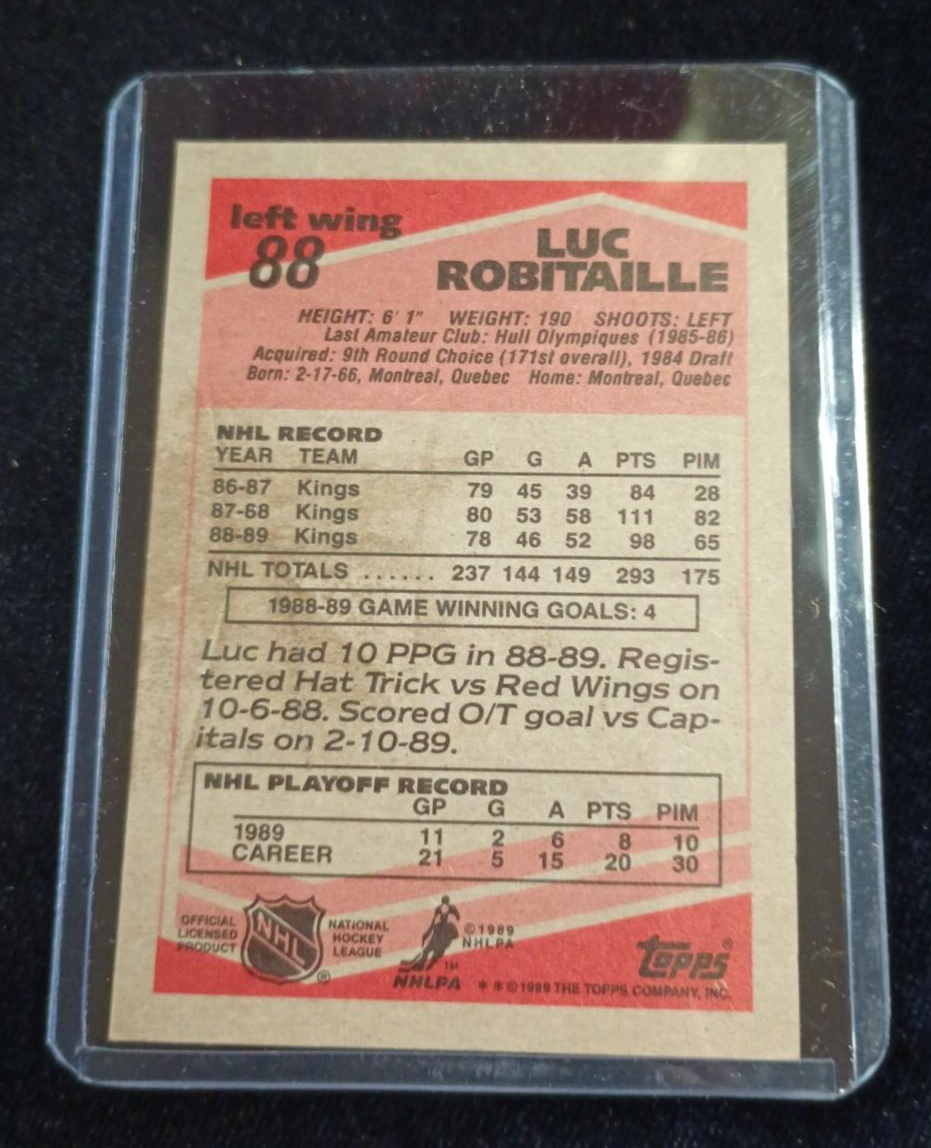 left wing
88
LUC
ROBITAILLE
HEIGHT: 6' 1" WEIGHT: 190 SHOOTS: LEFT
Last Amateur Club: Hull Olympiques (1985-86)
Acquired: 9th Round Choice (171st overall), 1984 Draft
Born: 2-17-66, Montreal, Quebec Home: Montreal, Quebec
NHL RECORD
YEAR TEAM GP G A PTS PIM
86-87 Kings 79 45 39 84 28
87-68 Kings 80 53 58 111 82
88-89 Kings 78 46 52 98 65
NHL TOTALS ...... 237 144 149 293 175
1988-89 GAME WINNING GOALS: 4
Luc had 10 PPG in 88-89. Regis-
tered Hat Trick vs Red Wings on
10-6-88. Scored O/T goal vs Cap-
itals on 2-10-89.
NHL PLAYOFF RECORD
GP G A PTS PIM
1989 11 2 6 8 10
CAREER 21 5 15 20 30
OFFICIAL
LICENSED
PRODUCT
NHL
®
NATIONAL
HOCKEY
LEAGUE
TM
NHLPA
©1989
NHLPA
Topps®
* * ©1989 THE TOPPS COMPANY, INC.